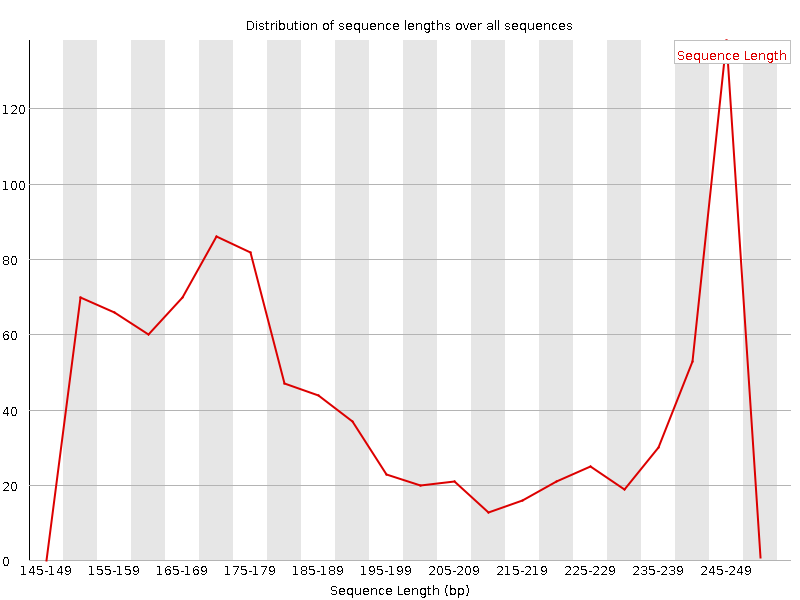 Distribution of sequence lengths over all sequences
Sequence Length
120
100
80
60
40
20
0
145-149 155-159 165-169 175-179 185-189 195-199 205-209 215-219 225-229 235-239 245-249
Sequence Length (bp)